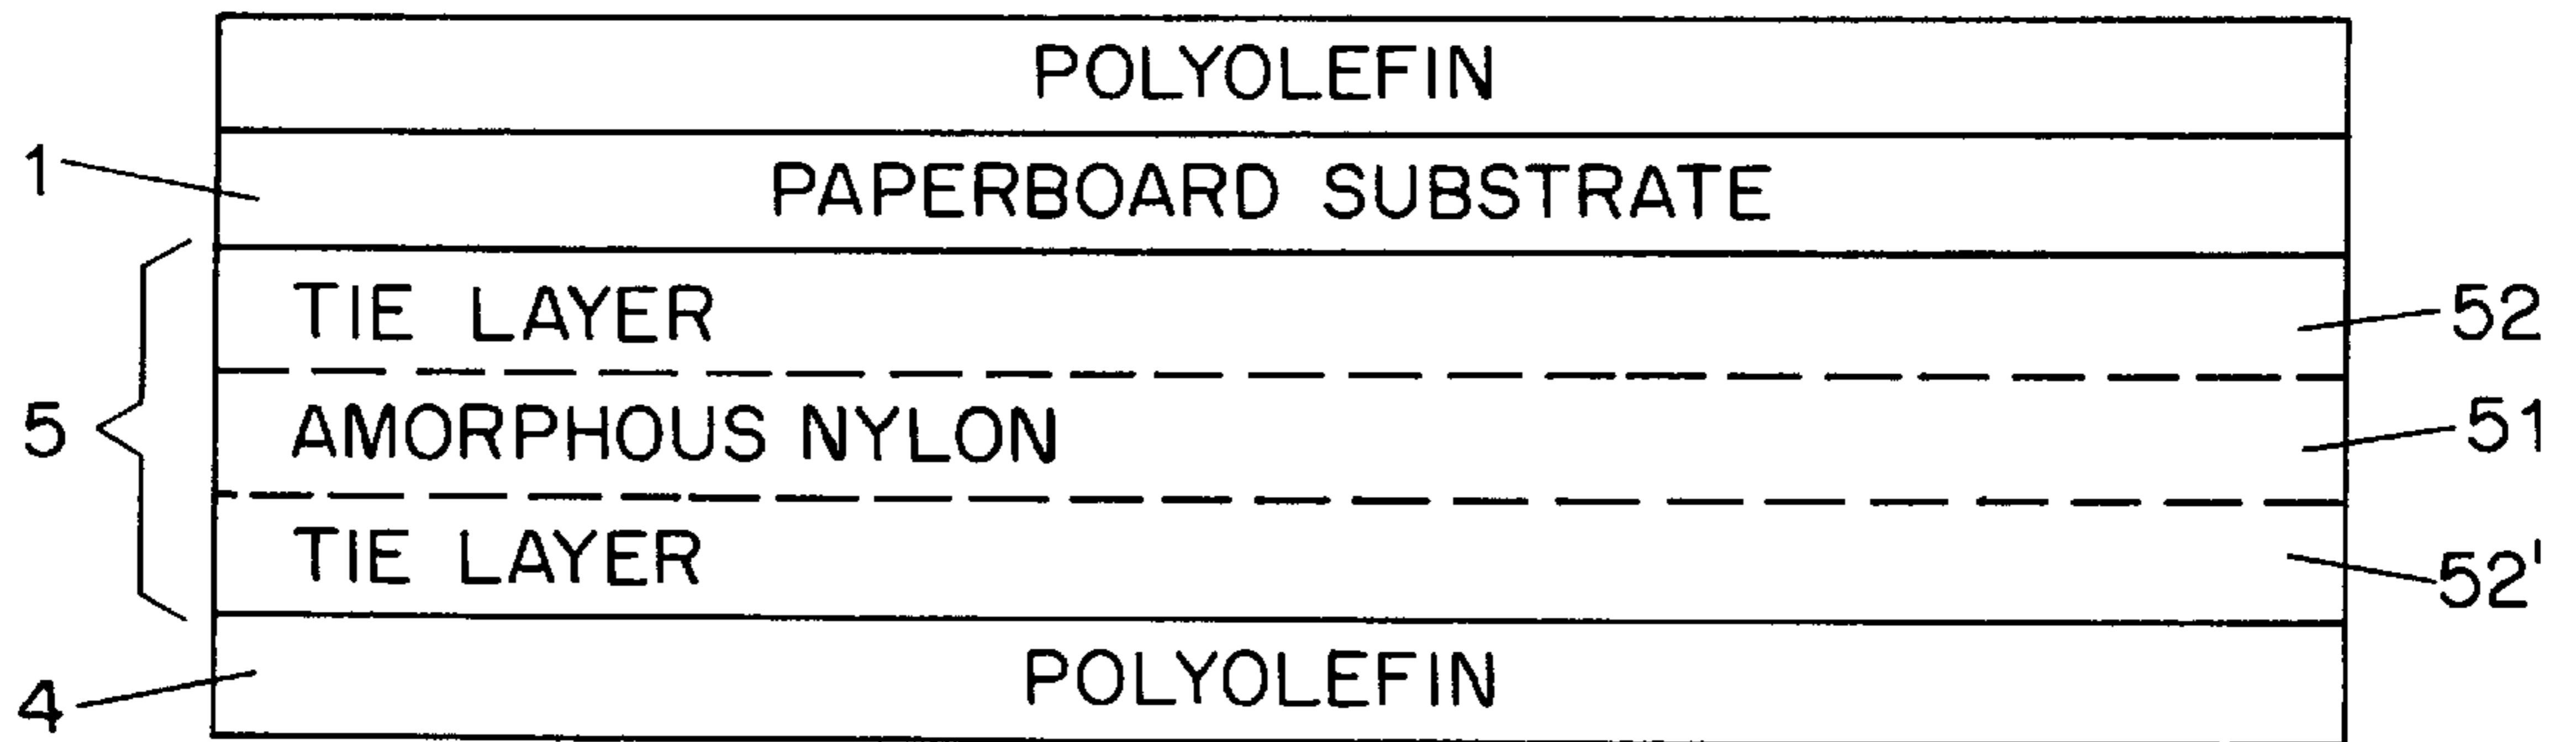 POLYOLEFIN
1 PAPERBOARD SUBSTRATE
TIE LAYER 52
5 AMORPHOUS NYLON 51
TIE LAYER 52'
4 POLYOLEFIN